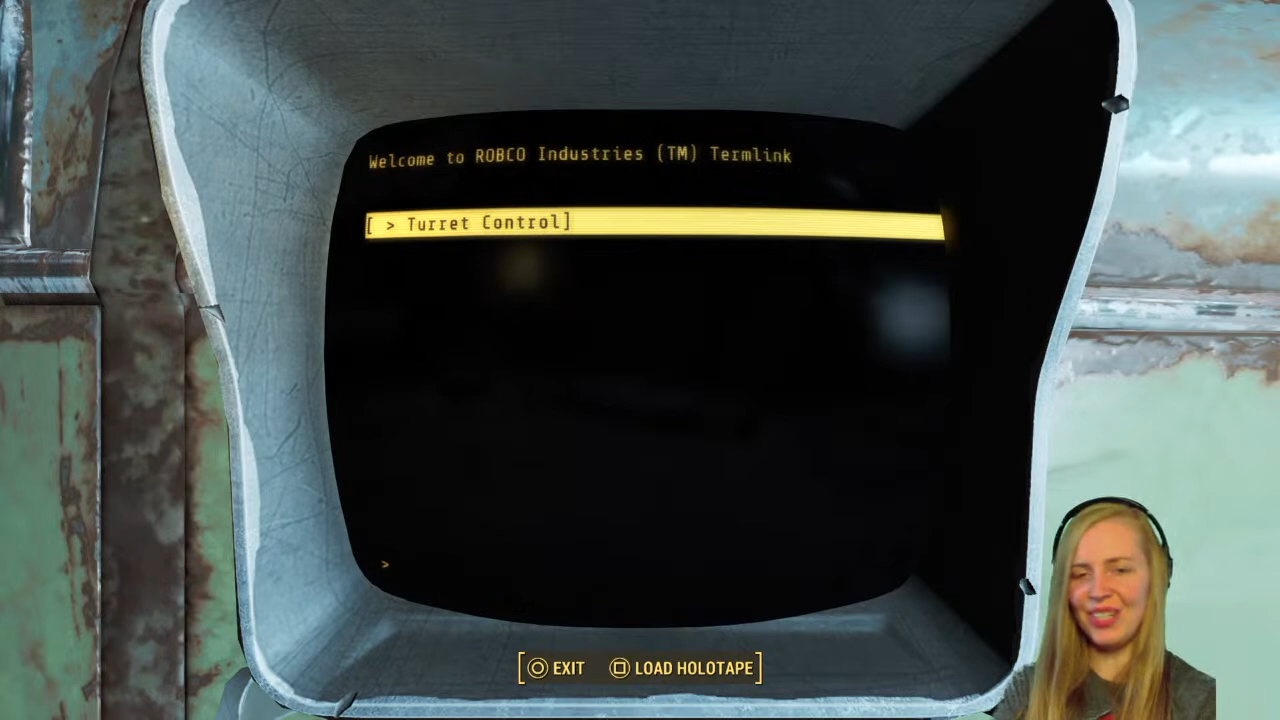 Welcome to ROBCO Industries (TM) Termlink
[ > Turret Control]
>
EXIT LOAD HOLOTAPE